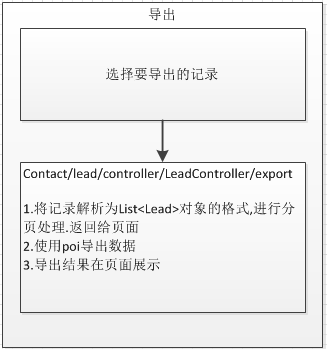 导出
选择要导出的记录
Contact/lead/controller/LeadController/export
1.将记录解析为List<Lead>对象的格式,进行分
页处理.返回给页面
2.使用poi导出数据
3.导出结果在页面展示